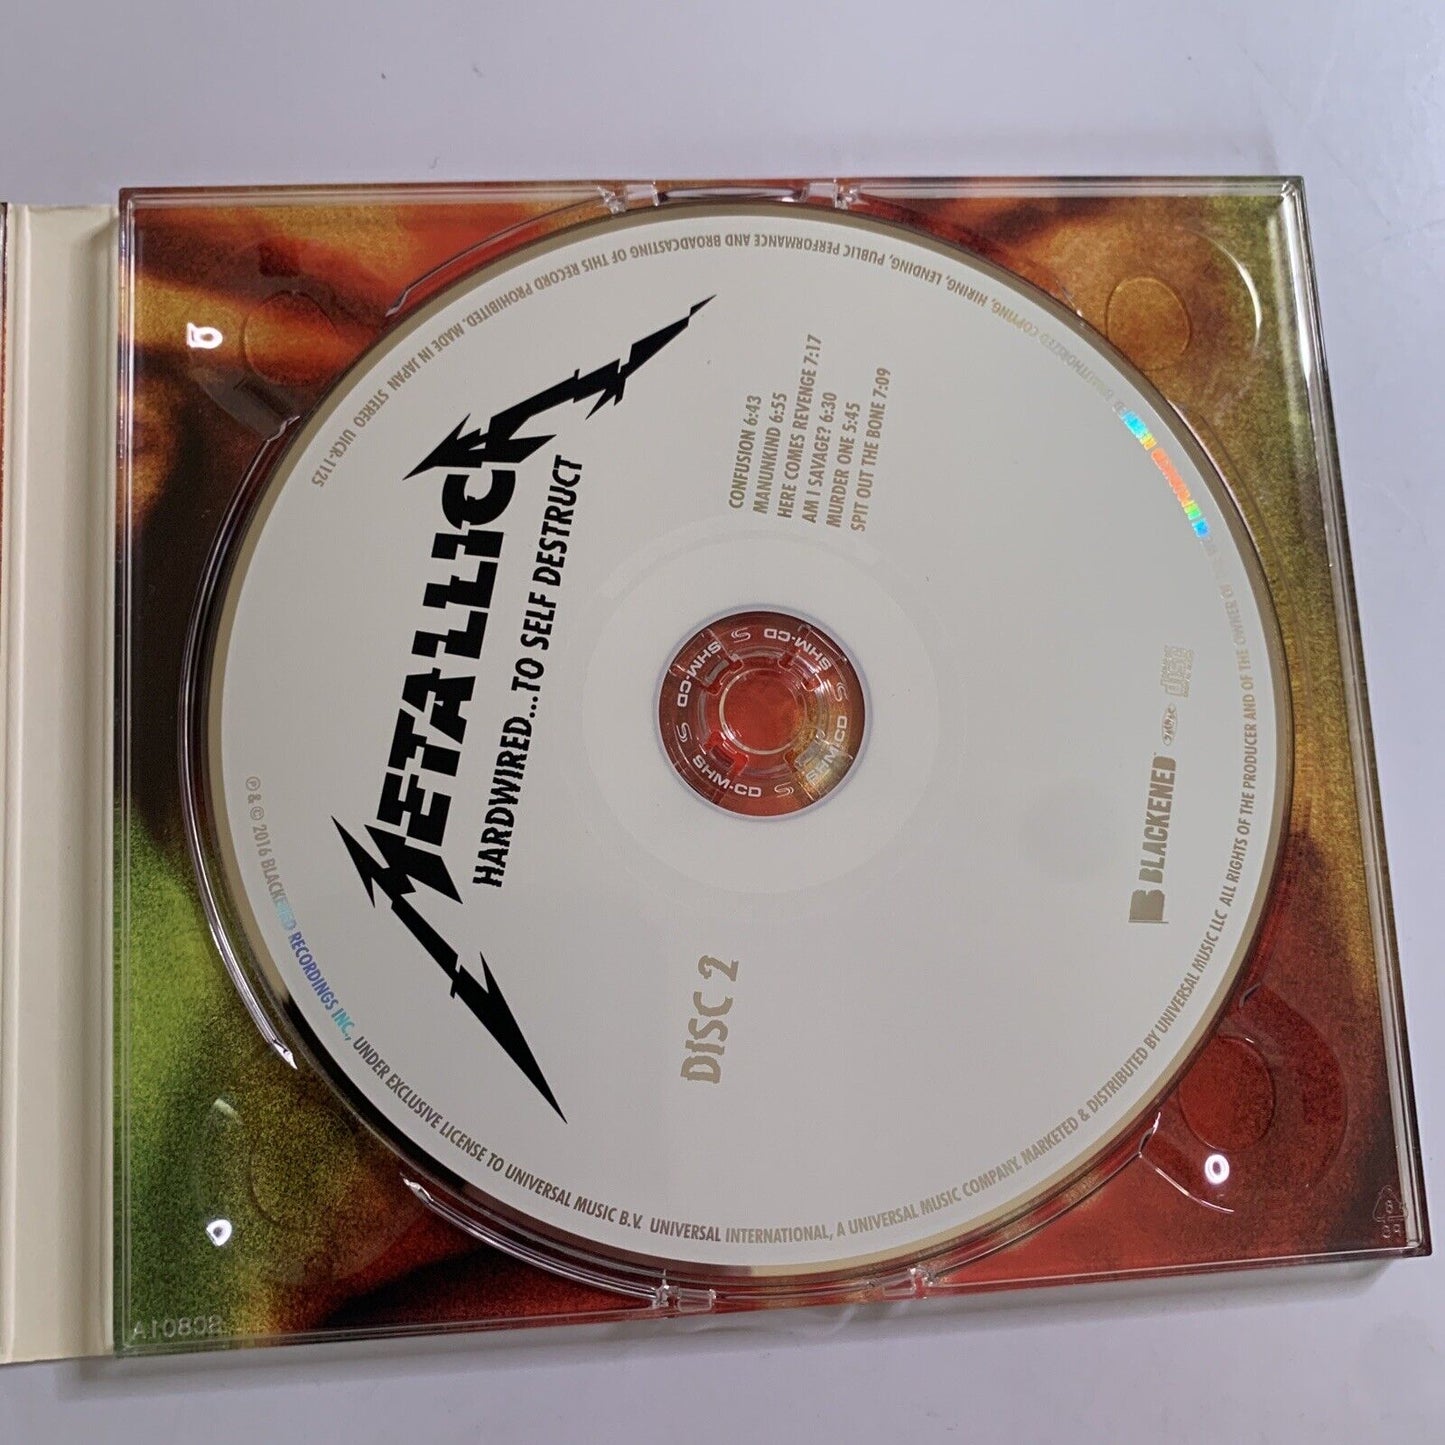 METALLICA
HARDWIRED...TO SELF DESTRUCT
DISC 2
CONFUSION 6:43
MANUNKIND 6:55
HERE COMES REVENGE 7:17
AM I SAVAGE? 6:30
MURDER ONE 5:45
SPIT OUT THE BONE 7:09
BLACKENED
℗ & © 2016 BLACKENED RECORDINGS INC., UNDER EXCLUSIVE LICENSE TO UNIVERSAL MUSIC B.V. UNIVERSAL INTERNATIONAL, A UNIVERSAL MUSIC COMPANY. MARKETED & DISTRIBUTED BY UNIVERSAL MUSIC LLC ALL RIGHTS OF THE PRODUCER AND OF THE OWNER OF
UNAUTHORIZED COPYING, HIRING, LENDING, PUBLIC PERFORMANCE AND BROADCASTING OF THIS RECORD PROHIBITED. MADE IN JAPAN STEREO UICR-1125
SHM-CD
SHM-CD
SHM-CD
SHM-CD
SHM-CD